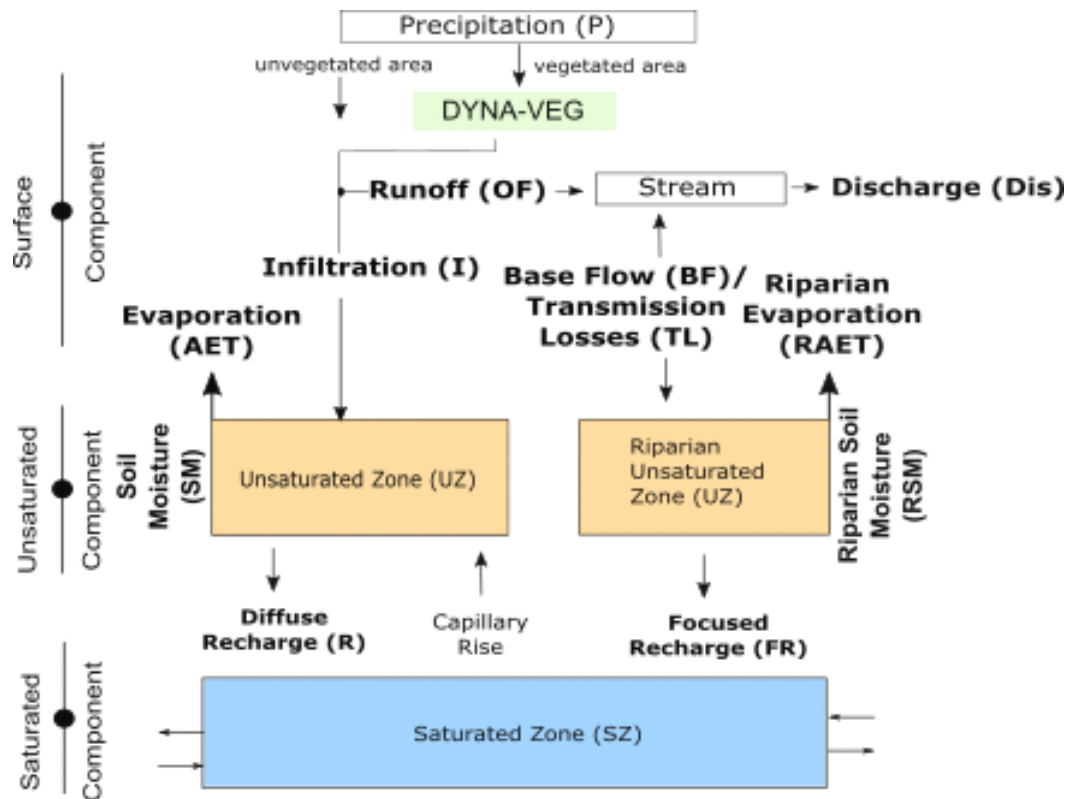 Precipitation (P)
unvegetated area
vegetated area
DYNA-VEG
Surface
Component
Runoff (OF)
Stream
Discharge (Dis)
Infiltration (I)
Base Flow (BF)/
Transmission
Losses (TL)
Riparian
Evaporation
(RAET)
Evaporation
(AET)
Unsaturated
Component
Soil
Moisture
(SM)
Unsaturated Zone (UZ)
Riparian
Unsaturated
Zone (UZ)
Riparian Soil
Moisture
(RSM)
Diffuse
Recharge (R)
Capillary
Rise
Focused
Recharge (FR)
Saturated
Component
Saturated Zone (SZ)